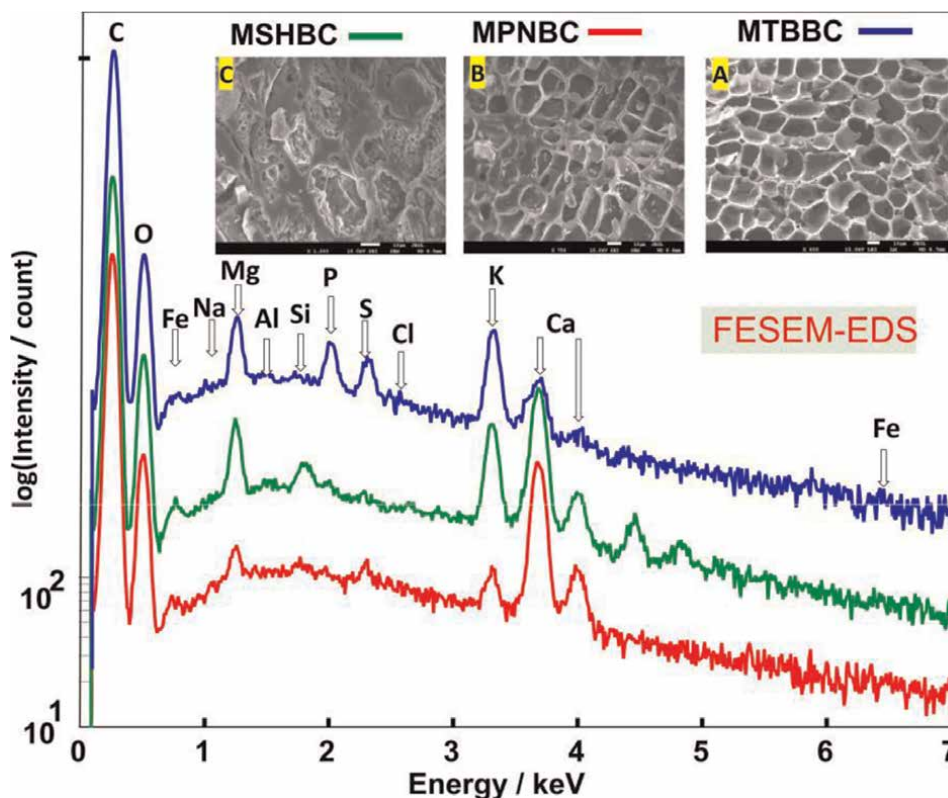 MSHBC MPNBC MTBBC
C
C B A
O
Fe Na Mg Al Si P S Cl K Ca Fe
FESEM-EDS
log(Intensity / count)
10²
10¹
0 1 2 3 4 5 6 7
Energy / keV